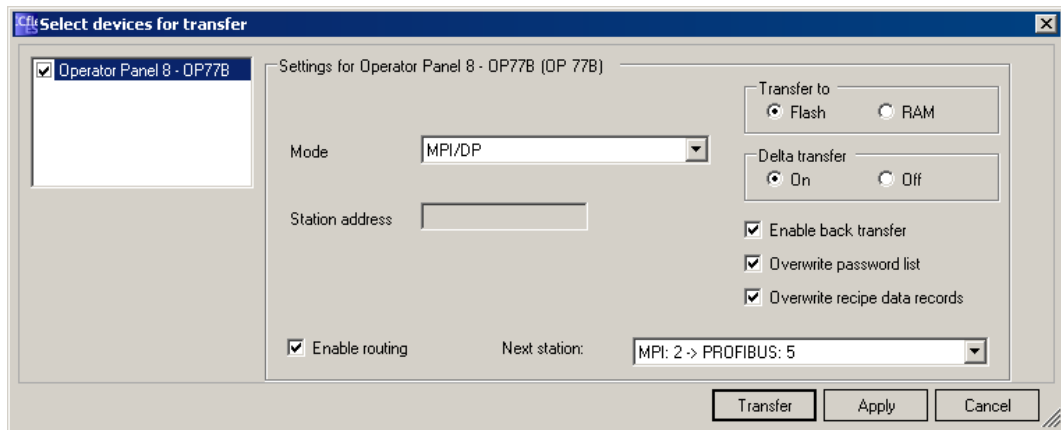 Select devices for transfer
Operator Panel 8 - OP77B
Settings for Operator Panel 8 - OP77B (OP 77B)
Transfer to
Flash
RAM
Mode
MPI/DP
Delta transfer
On
Off
Station address
Enable back transfer
Overwrite password list
Overwrite recipe data records
Enable routing
Next station:
MPI: 2 -> PROFIBUS: 5
Transfer
Apply
Cancel